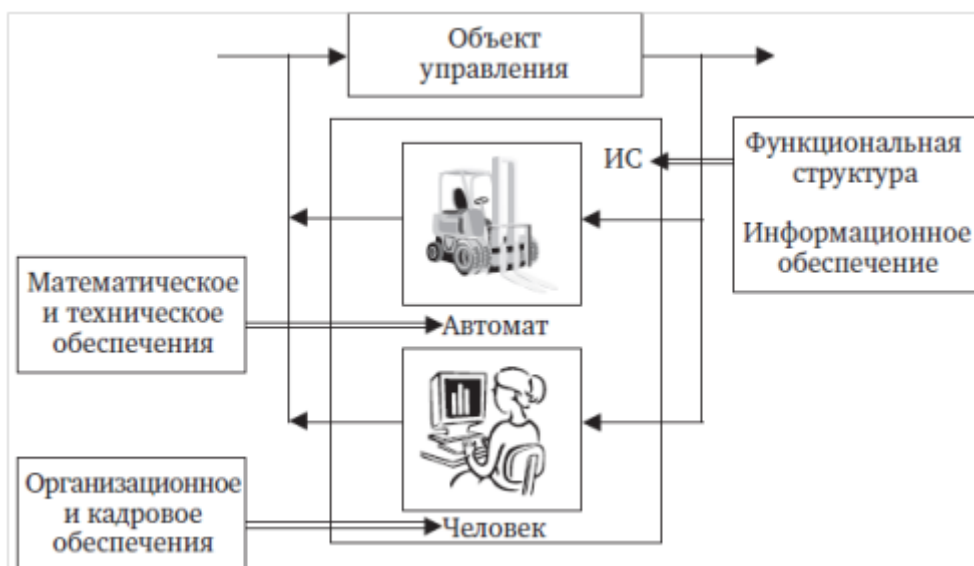 Объект
управления
ИС
Функциональная
структура
Информационное
обеспечение
Математическое
и техническое
обеспечения
Автомат
Организационное
и кадровое
обеспечения
Человек